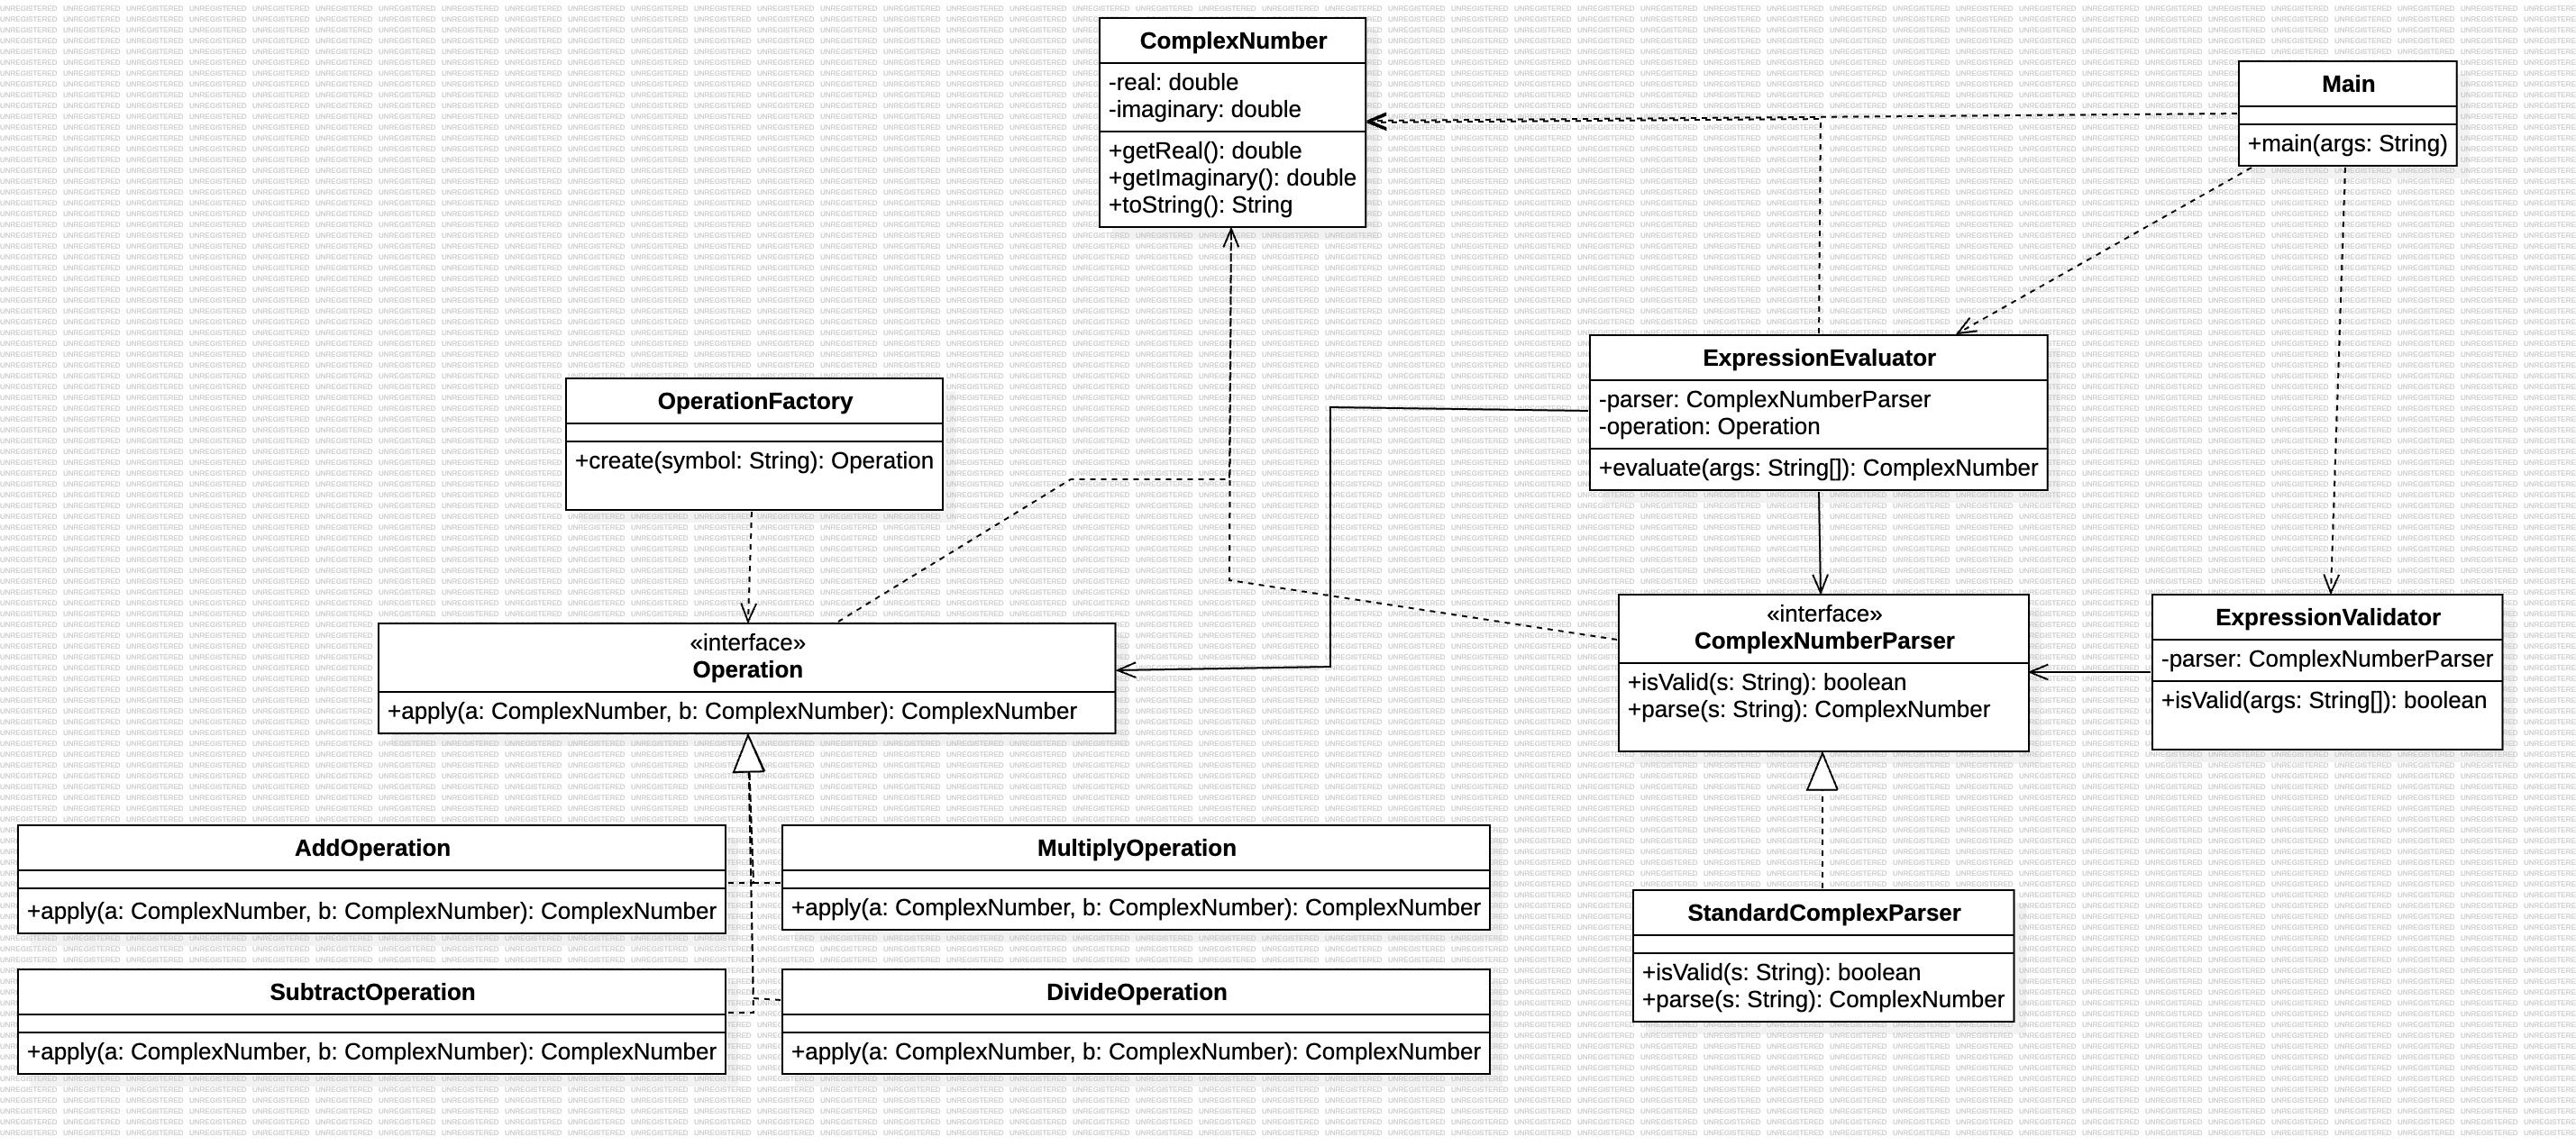 ComplexNumber
-real: double
-imaginary: double
+getReal(): double
+getImaginary(): double
+toString(): String
Main
+main(args: String)
ExpressionEvaluator
-parser: ComplexNumberParser
-operation: Operation
+evaluate(args: String[]): ComplexNumber
OperationFactory
+create(symbol: String): Operation
«interface»
Operation
+apply(a: ComplexNumber, b: ComplexNumber): ComplexNumber
«interface»
ComplexNumberParser
+isValid(s: String): boolean
+parse(s: String): ComplexNumber
ExpressionValidator
-parser: ComplexNumberParser
+isValid(args: String[]): boolean
AddOperation
+apply(a: ComplexNumber, b: ComplexNumber): ComplexNumber
MultiplyOperation
+apply(a: ComplexNumber, b: ComplexNumber): ComplexNumber
SubtractOperation
+apply(a: ComplexNumber, b: ComplexNumber): ComplexNumber
DivideOperation
+apply(a: ComplexNumber, b: ComplexNumber): ComplexNumber
StandardComplexParser
+isValid(s: String): boolean
+parse(s: String): ComplexNumber
UNREGISTERED